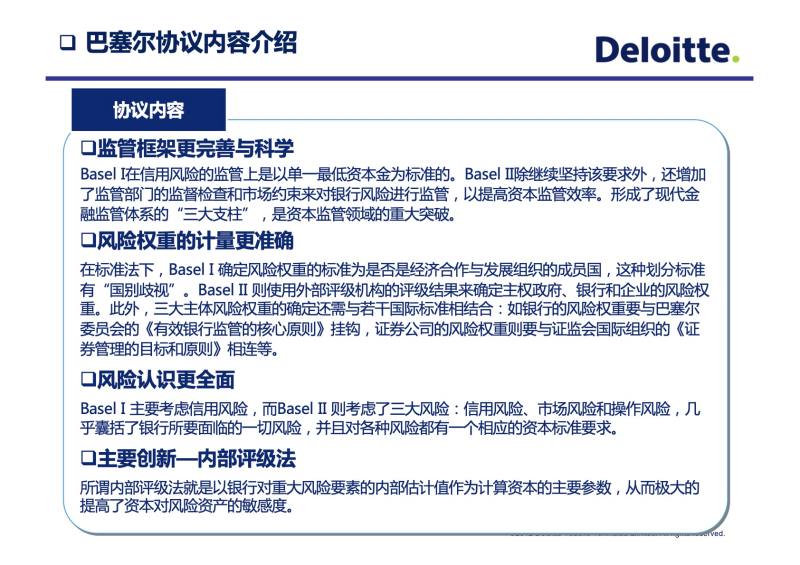 ❑ 巴塞尔协议内容介绍
Deloitte.
协议内容
❑监管框架更完善与科学
Basel I在信用风险的监管上是以单一最低资本金为标准的。Basel II除继续坚持该要求外，还增加
了监管部门的监督检查和市场约束来对银行风险进行监管，以提高资本监管效率。形成了现代金
融监管体系的“三大支柱”，是资本监管领域的重大突破。
❑风险权重的计量更准确
在标准法下，Basel I 确定风险权重的标准为是否是经济合作与发展组织的成员国，这种划分标准
有“国别歧视”。Basel II 则使用外部评级机构的评级结果来确定主权政府、银行和企业的风险权
重。此外，三大主体风险权重的确定还需与若干国际标准相结合：如银行的风险权重要与巴塞尔
委员会的《有效银行监管的核心原则》挂钩，证券公司的风险权重则要与证监会国际组织的《证
券管理的目标和原则》相连等。
❑风险认识更全面
Basel I 主要考虑信用风险，而Basel II 则考虑了三大风险：信用风险、市场风险和操作风险，几
乎囊括了银行所要面临的一切风险，并且对各种风险都有一个相应的资本标准要求。
❑主要创新—内部评级法
所谓内部评级法就是以银行对重大风险要素的内部估计值作为计算资本的主要参数，从而极大的
提高了资本对风险资产的敏感度。
reserved.